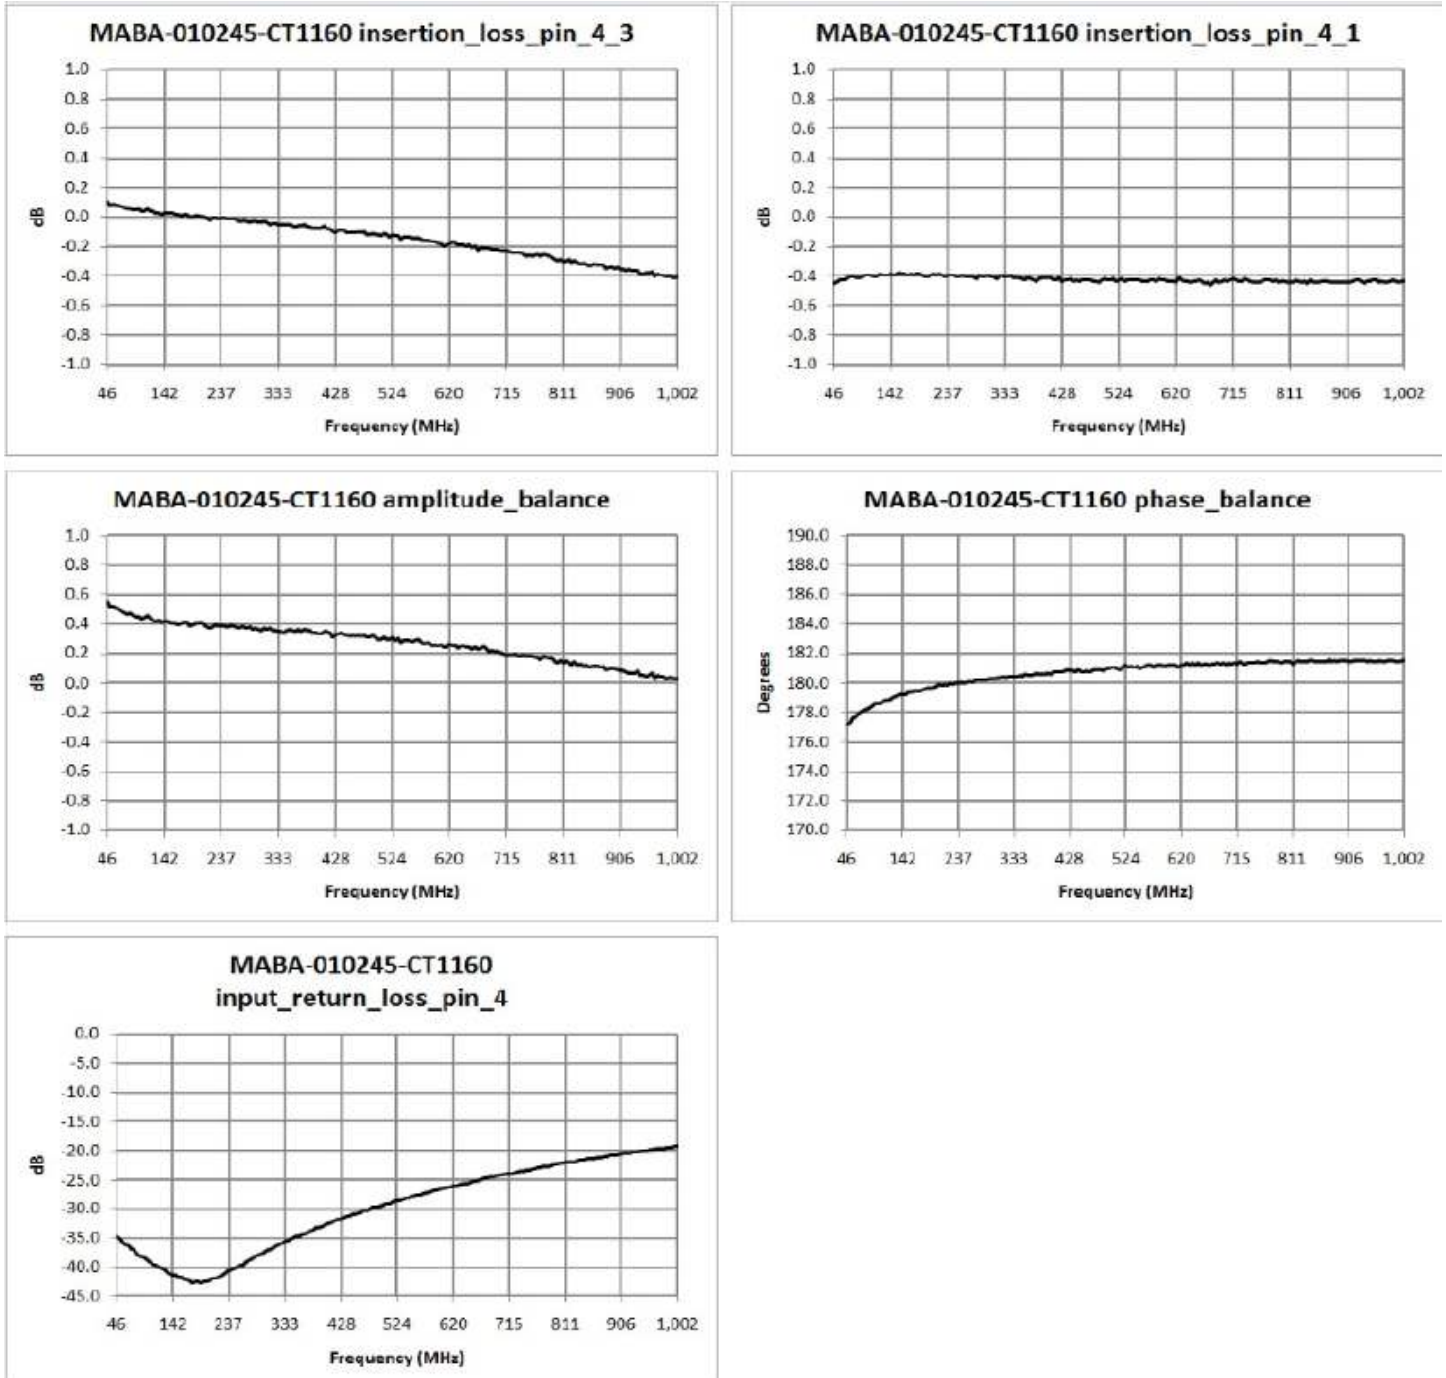 MABA-010245-CT1160 insertion_loss_pin_4_3
1.0
0.8
0.6
0.4
0.2
0.0
-0.2
-0.4
-0.6
-0.8
-1.0
dB
46 142 237 333 428 524 620 715 811 906 1,002
Frequency (MHz)
MABA-010245-CT1160 insertion_loss_pin_4_1
1.0
0.8
0.6
0.4
0.2
0.0
-0.2
-0.4
-0.6
-0.8
-1.0
dB
46 142 237 333 428 524 620 715 811 906 1,002
Frequency (MHz)
MABA-010245-CT1160 amplitude_balance
1.0
0.8
0.6
0.4
0.2
0.0
-0.2
-0.4
-0.6
-0.8
-1.0
dB
46 142 237 333 428 524 620 715 811 906 1,002
Frequency (MHz)
MABA-010245-CT1160 phase_balance
190.0
188.0
186.0
184.0
182.0
180.0
178.0
176.0
174.0
172.0
170.0
Degrees
46 142 237 333 428 524 620 715 811 906 1,002
Frequency (MHz)
MABA-010245-CT1160
input_return_loss_pin_4
0.0
-5.0
-10.0
-15.0
-20.0
-25.0
-30.0
-35.0
-40.0
-45.0
dB
46 142 237 333 428 524 620 715 811 906 1,002
Frequency (MHz)